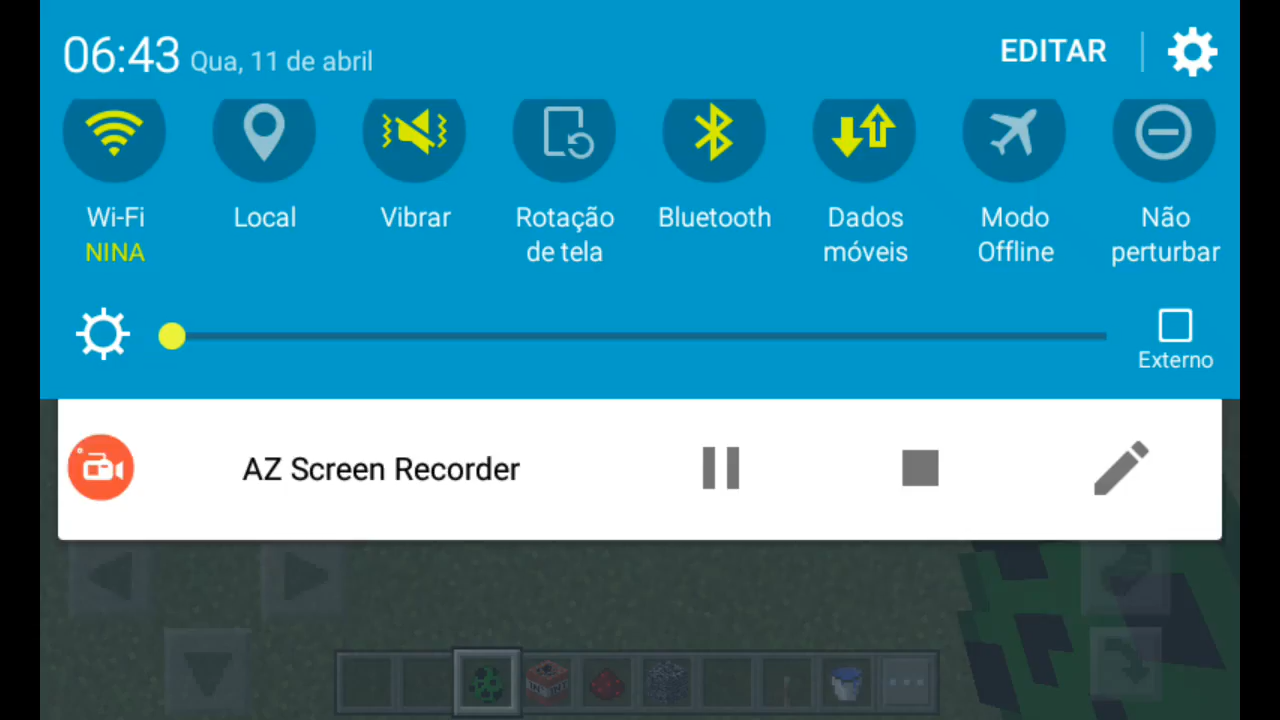 06:43 Qua, 11 de abril
EDITAR
Wi-Fi
NINA
Local
Vibrar
Rotação
de tela
Bluetooth
Dados
móveis
Modo
Offline
Não
perturbar
Externo
AZ Screen Recorder